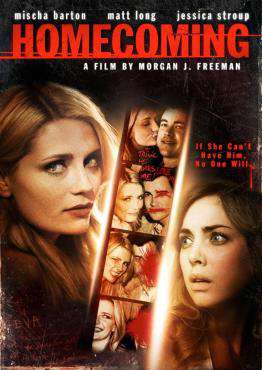 mischa barton matt long jessica stroup
HOMECOMING
A FILM BY MORGAN J. FREEMAN
If She Can't
Have Him,
No One Will.